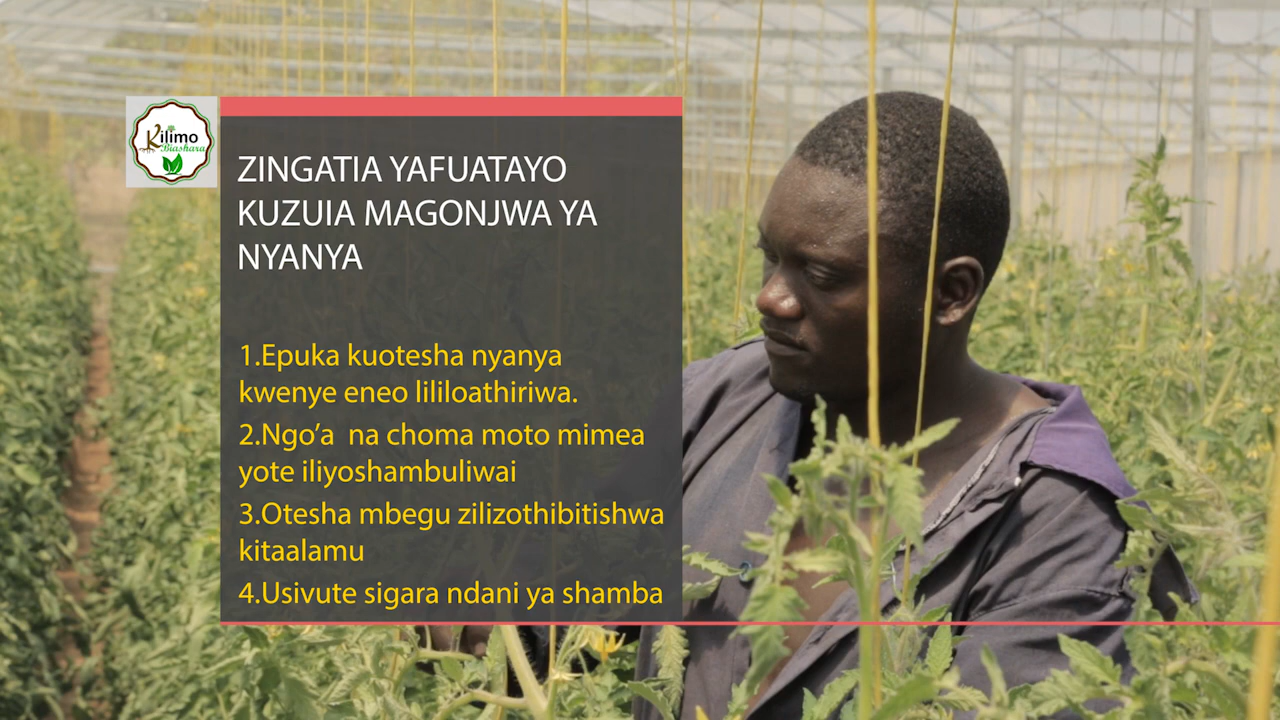 Kilimo
Biashara
ZINGATIA YAFUATAYO
KUZUIA MAGONJWA YA
NYANYA
1.Epuka kuotesha nyanya
kwenye eneo lililoathiriwa.
2.Ngo’a  na choma moto mimea
yote iliyoshambuliwai
3.Otesha mbegu zilizothibitishwa
kitaalamu
4.Usivute sigara ndani ya shamba